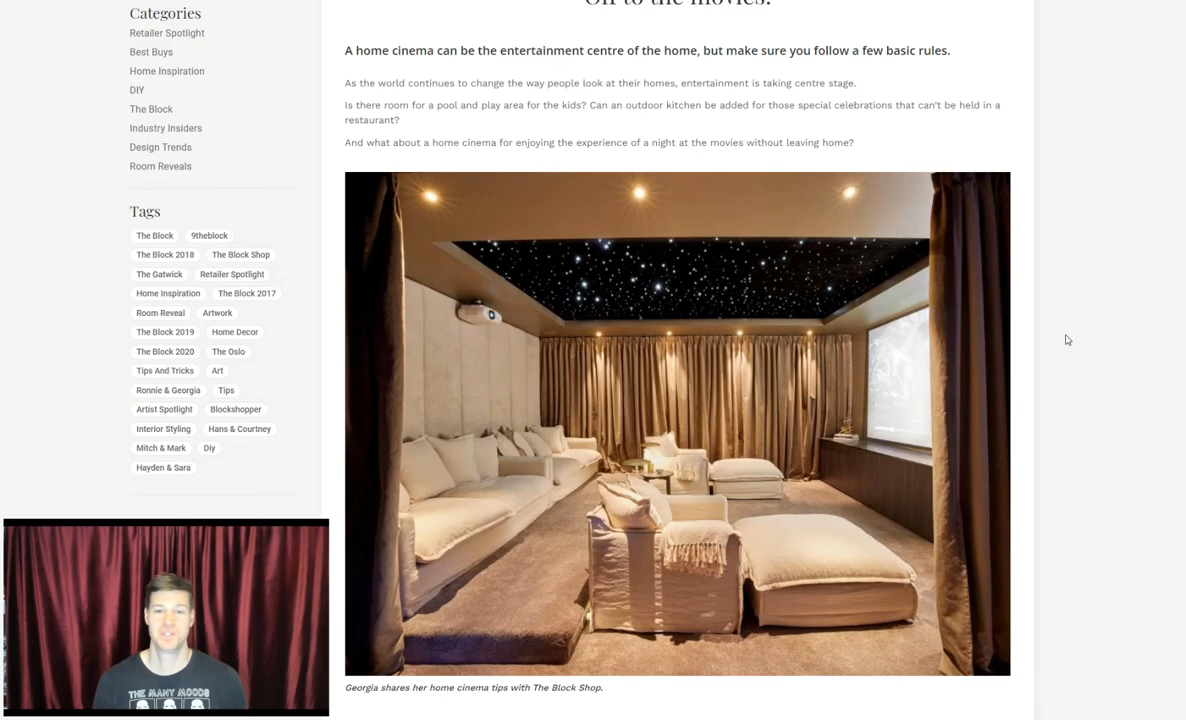 Categories
Retailer Spotlight
Best Buys
Home Inspiration
DIY
The Block
Industry Insiders
Design Trends
Room Reveals
Tags
The Block 9theblock
The Block 2018 The Block Shop
The Gatwick Retailer Spotlight
Home Inspiration The Block 2017
Room Reveal Artwork
The Block 2019 Home Decor
The Block 2020 The Oslo
Tips And Tricks Art
Ronnie & Georgia Tips
Artist Spotlight Blockshopper
Interior Styling Hans & Courtney
Mitch & Mark Diy
Hayden & Sara
On to the movies!
A home cinema can be the entertainment centre of the home, but make sure you follow a few basic rules.
As the world continues to change the way people look at their homes, entertainment is taking centre stage.
Is there room for a pool and play area for the kids? Can an outdoor kitchen be added for those special celebrations that can't be held in a
restaurant?
And what about a home cinema for enjoying the experience of a night at the movies without leaving home?
Georgia shares her home cinema tips with The Block Shop.
THE MANY MOODS